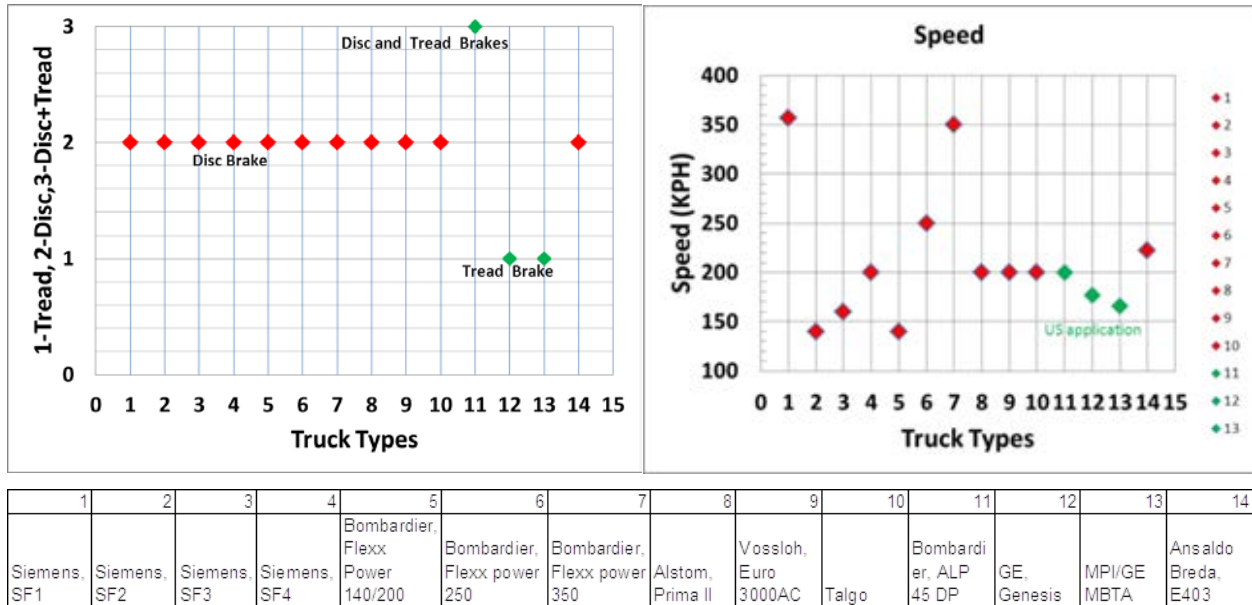 3
2
1
0
1-Tread, 2-Disc,3-Disc+Tread
Disc and Tread Brakes
Disc Brake
Tread Brake
0 1 2 3 4 5 6 7 8 9 10 11 12 13 14 15
Truck Types
Speed
400
350
300
250
200
150
100
Speed (KPH)
US application
0 1 2 3 4 5 6 7 8 9 10 11 12 13 14 15
Truck Types
1
2
3
4
5
6
7
8
9
10
11
12
13
1 2 3 4 5 6 7 8 9 10 11 12 13 14
Siemens,
SF1
Siemens,
SF2
Siemens,
SF3
Siemens,
SF4
Bombardier,
Flexx
Power
140/200
Bombardier,
Flexx power
250
Bombardier,
Flexx power
350
Alstom,
Prima II
Vossloh,
Euro
3000AC
Talgo
Bombardi
er, ALP
45 DP
GE,
Genesis
MPI/GE
MBTA
Ansaldo
Breda,
E403